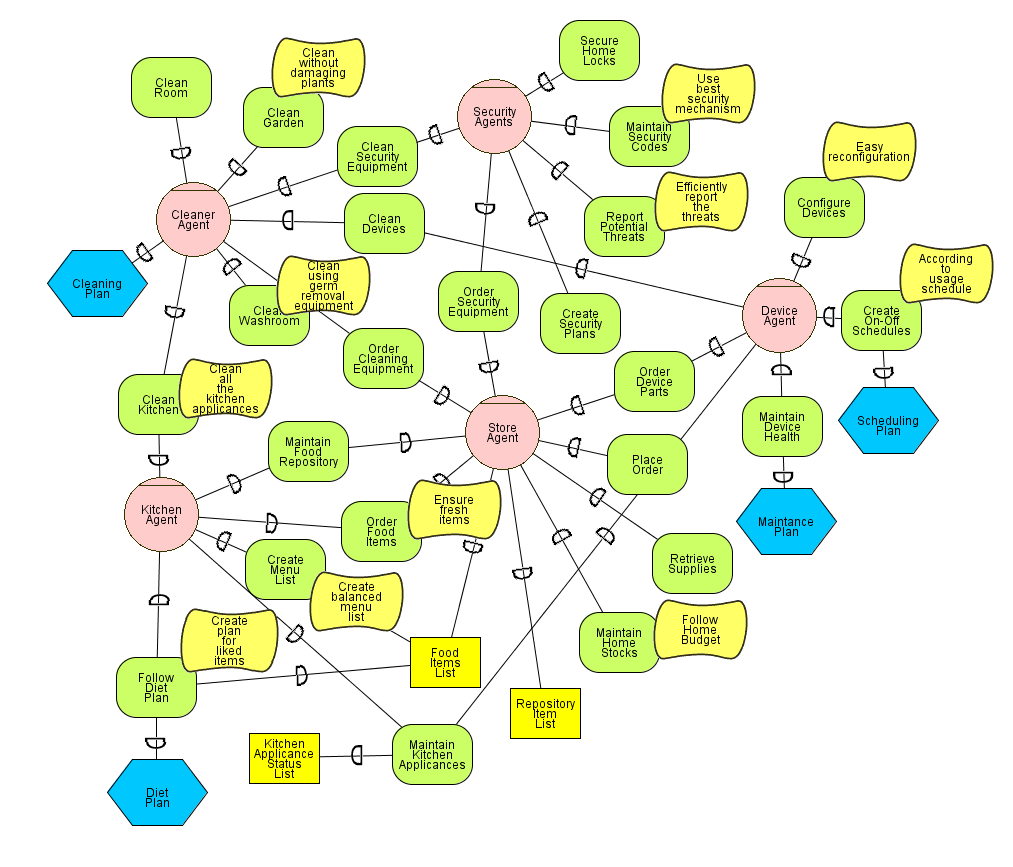 Secure
Home
Locks
Clean
without
damaging
plants
Clean
Room
Clean
Garden
Security
Agents
Use
best
security
mechanism
Maintain
Security
Codes
Clean
Security
Equipment
Easy
reconfiguration
Configure
Devices
Efficiently
report
the
threats
Report
Potential
Threats
Cleaner
Agent
Clean
Devices
Cleaning
Plan
Clean
using
germ
removal
equipment
Clean
Washroom
Order
Security
Equipment
Create
Security
Plans
According
to
usage
schedule
Device
Agent
Create
On-Off
Schedules
Order
Cleaning
Equipment
Order
Device
Parts
Clean
all
the
kitchen
applicances
Clean
Kitchen
Store
Agent
Maintain
Device
Health
Scheduling
Plan
Maintain
Food
Repository
Place
Order
Kitchen
Agent
Ensure
fresh
items
Order
Food
Items
Maintance
Plan
Create
Menu
List
Retrieve
Supplies
Create
balanced
menu
list
Create
plan
for
liked
items
Maintain
Home
Stocks
Follow
Home
Budget
Food
Items
List
Follow
Diet
Plan
Repository
Item
List
Kitchen
Applicance
Status
List
Maintain
Kitchen
Applicances
Diet
Plan